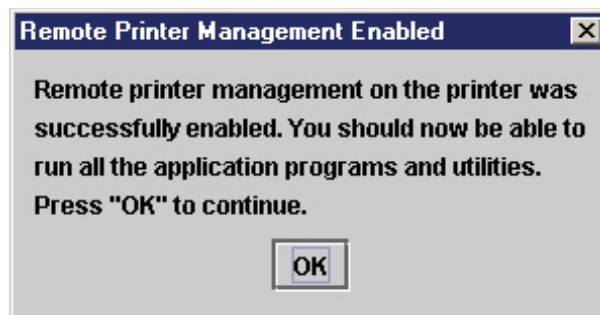 Remote Printer Management Enabled
Remote printer management on the printer was
successfully enabled. You should now be able to
run all the application programs and utilities.
Press "OK" to continue.
OK